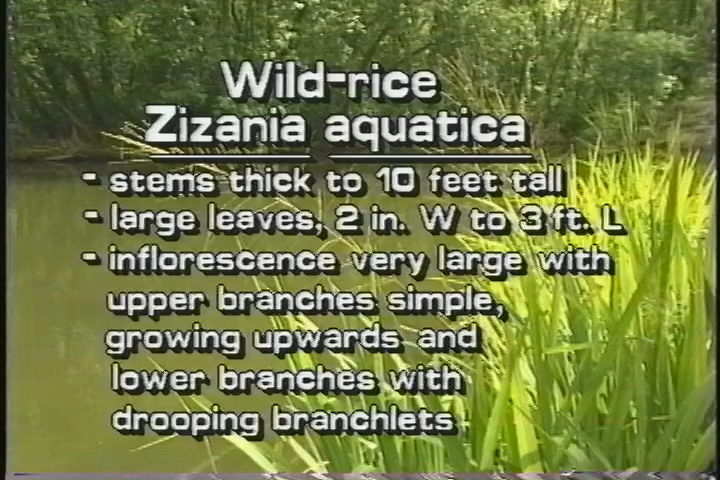 Wild-rice
Zizania aquatica
- stems thick to 10 feet tall
- large leaves, 2 in. W to 3 ft. L
- inflorescence very large with
upper branches simple,
growing upwards and
lower branches with
drooping branchlets